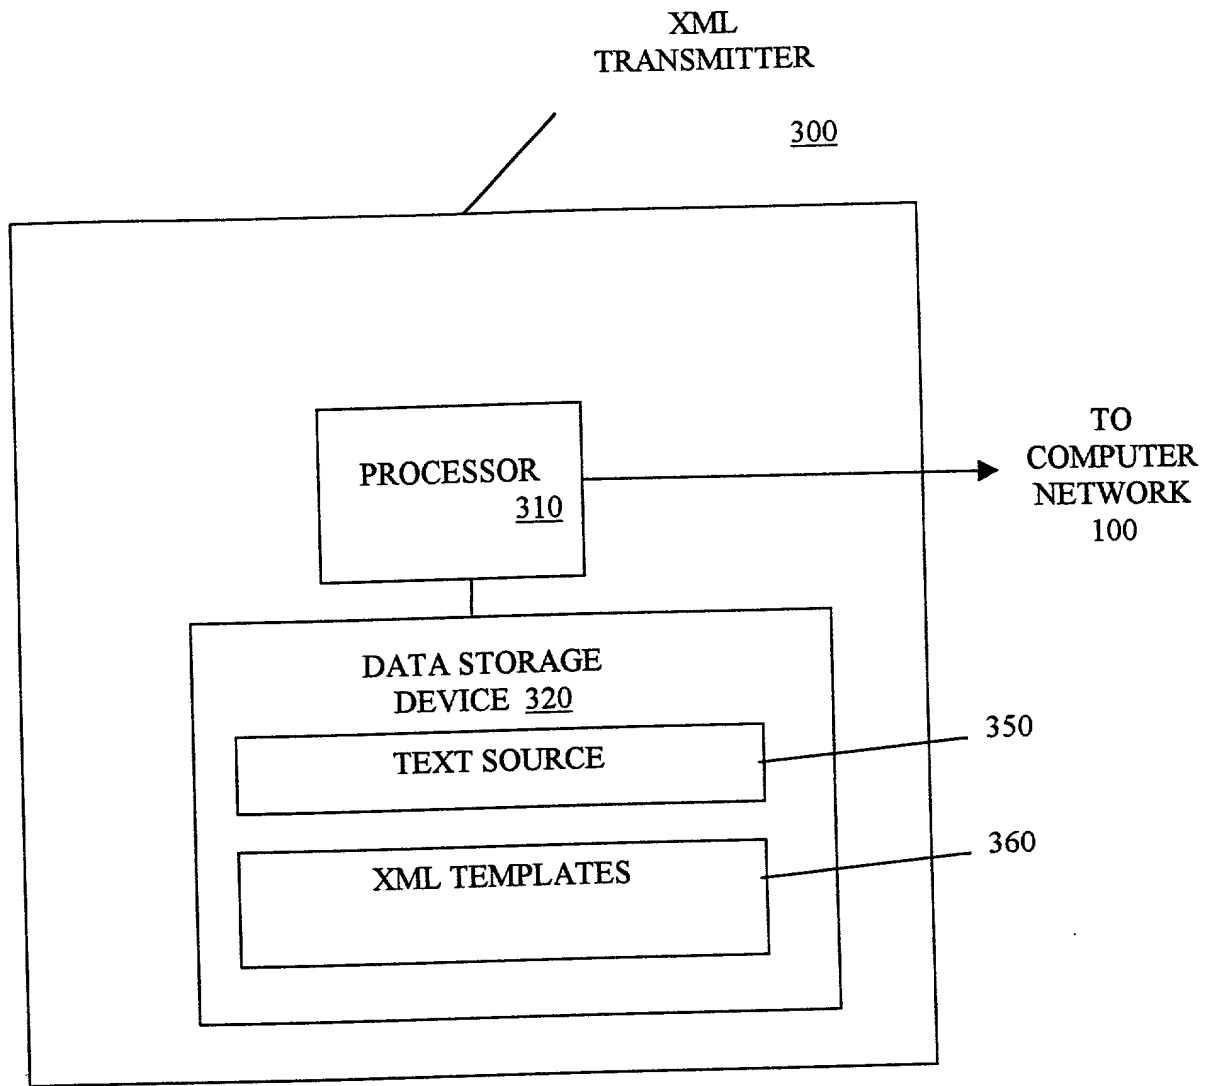 XML
TRANSMITTER
300
PROCESSOR
310
TO
COMPUTER
NETWORK
100
DATA STORAGE
DEVICE 320
TEXT SOURCE
350
XML TEMPLATES
360